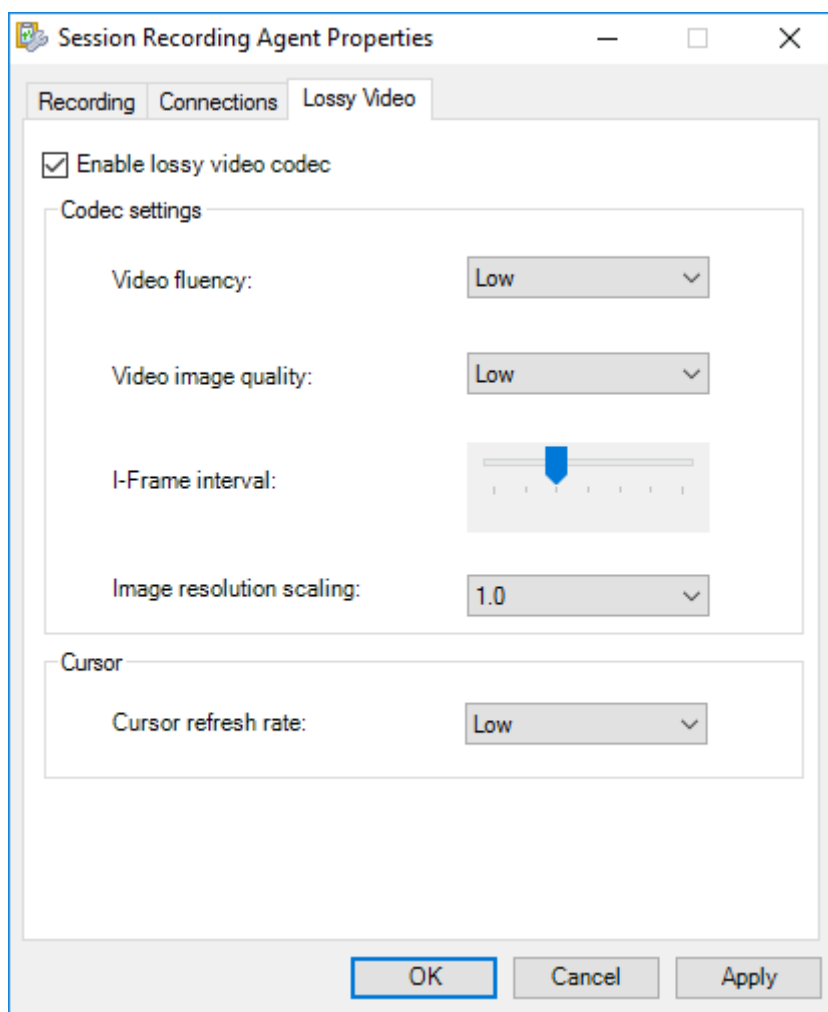 Session Recording Agent Properties
Recording Connections Lossy Video
Enable lossy video codec
Codec settings
Video fluency: Low
Video image quality: Low
I-Frame interval:
Image resolution scaling: 1.0
Cursor
Cursor refresh rate: Low
OK Cancel Apply